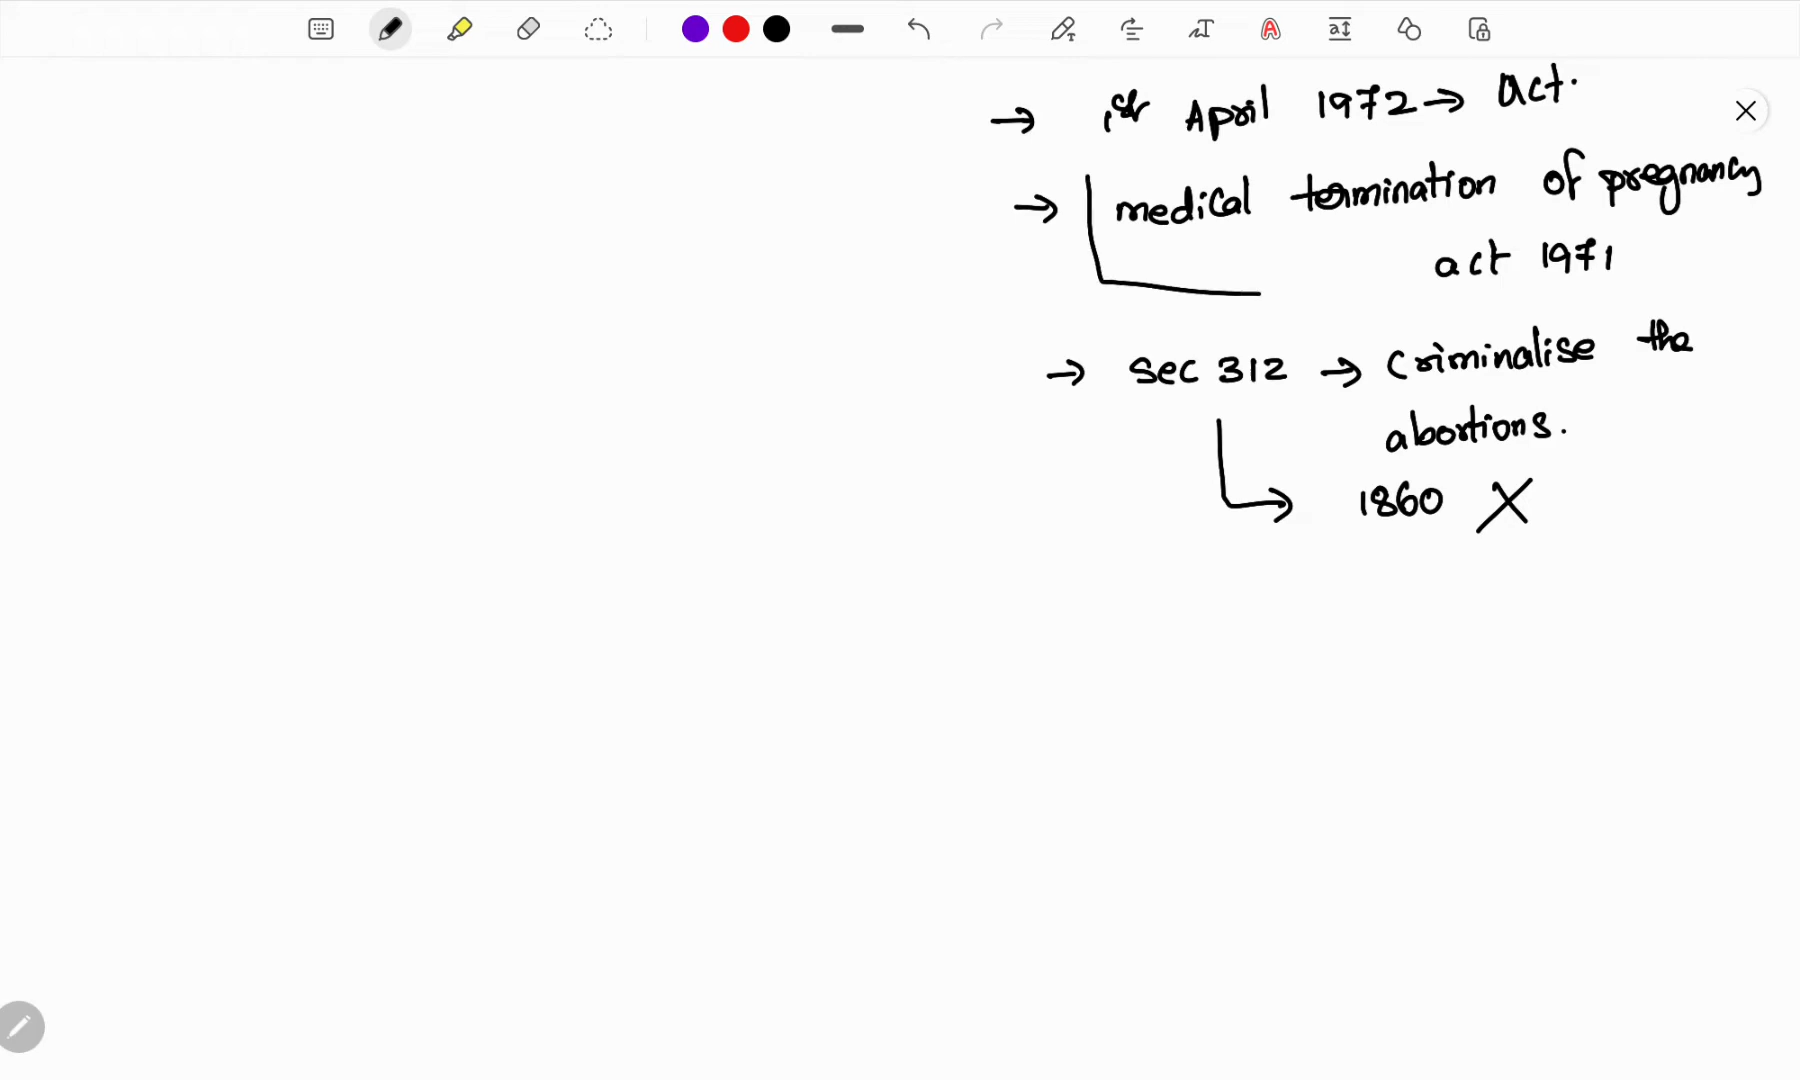 → 1st April 1972 → act.
→ medical termination of pregnancy
act 1971
→ Sec 312 → Criminalise the
abortions.
→ 1860 X